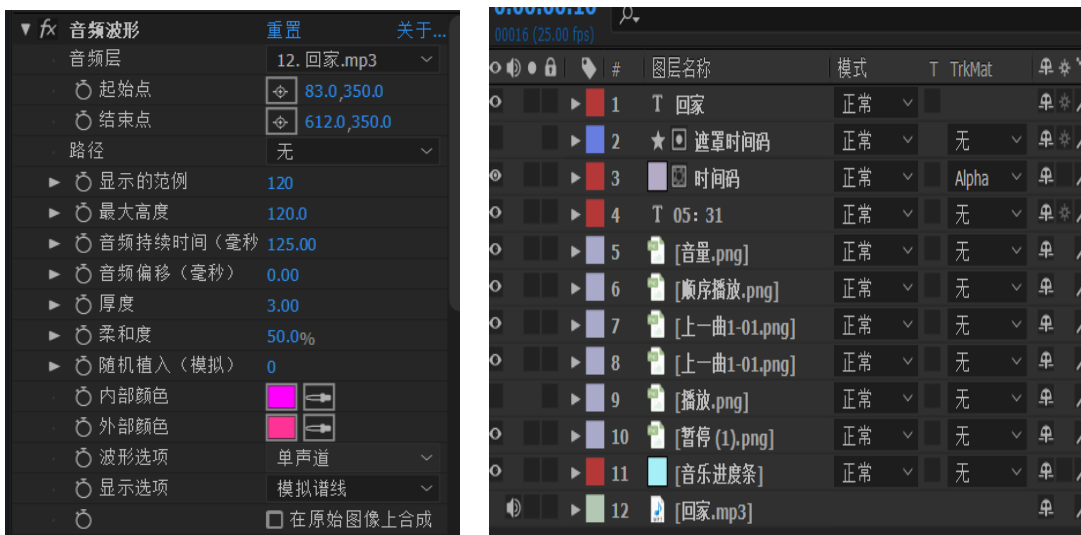 fx 音频波形 重置 关于...
音频层 12. 回家.mp3
起始点 83.0,350.0
结束点 612.0,350.0
路径 无
显示的范例 120
最大高度 120.0
音频持续时间（毫秒 125.00
音频偏移（毫秒） 0.00
厚度 3.00
柔和度 50.0%
随机植入（模拟） 0
内部颜色
外部颜色
波形选项 单声道
显示选项 模拟谱线
在原始图像上合成
00016 (25.00 fps)
# 图层名称 模式 T TrkMat
1 T 回家 正常
2 遮罩时间码 正常 无
3 时间码 正常 Alpha
4 T 05：31 正常 无
5 [音量.png] 正常 无
6 [顺序播放.png] 正常 无
7 [上一曲1-01.png] 正常 无
8 [上一曲1-01.png] 正常 无
9 [播放.png] 正常 无
10 [暂停 (1).png] 正常 无
11 [音乐进度条] 正常 无
12 [回家.mp3]